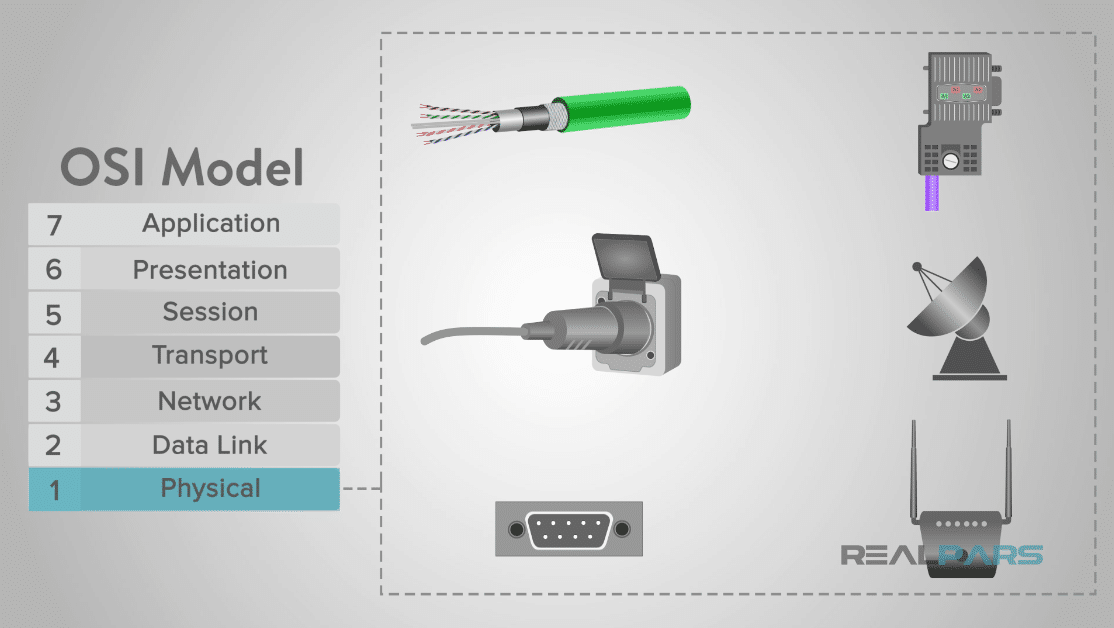 OSI Model
7 Application
6 Presentation
5 Session
4 Transport
3 Network
2 Data Link
1 Physical
REALPARS